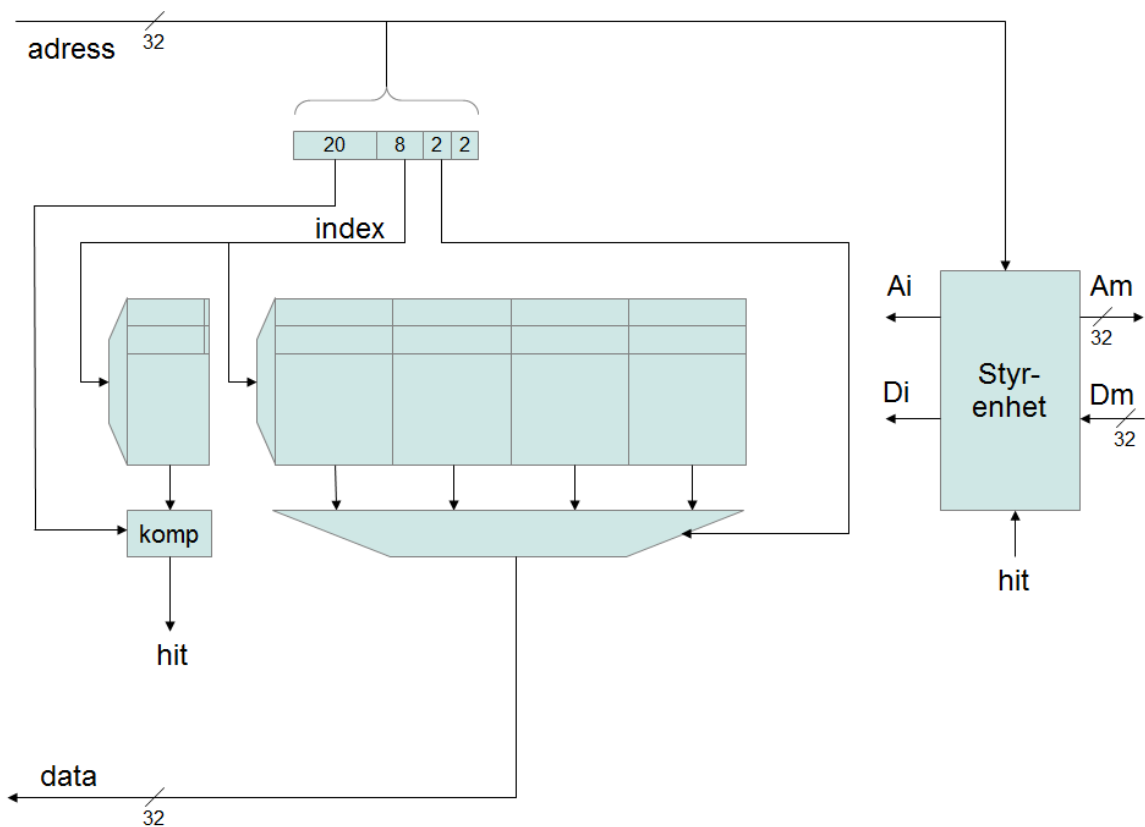 adress
32
20 8 2 2
index
Ai
Am
32
Styr-
enhet
Di
Dm
32
komp
hit
hit
data
32